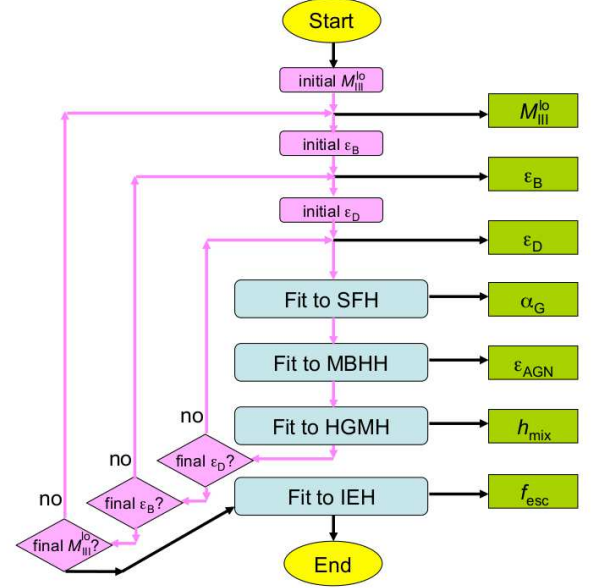 Start
initial M_III^lo
M_III^lo
initial ε_B
ε_B
initial ε_D
ε_D
Fit to SFH
α_G
Fit to MBHH
ε_AGN
no
Fit to HGMH
h_mix
no
final ε_D?
no
final ε_B?
Fit to IEH
f_esc
final M_III^lo?
End